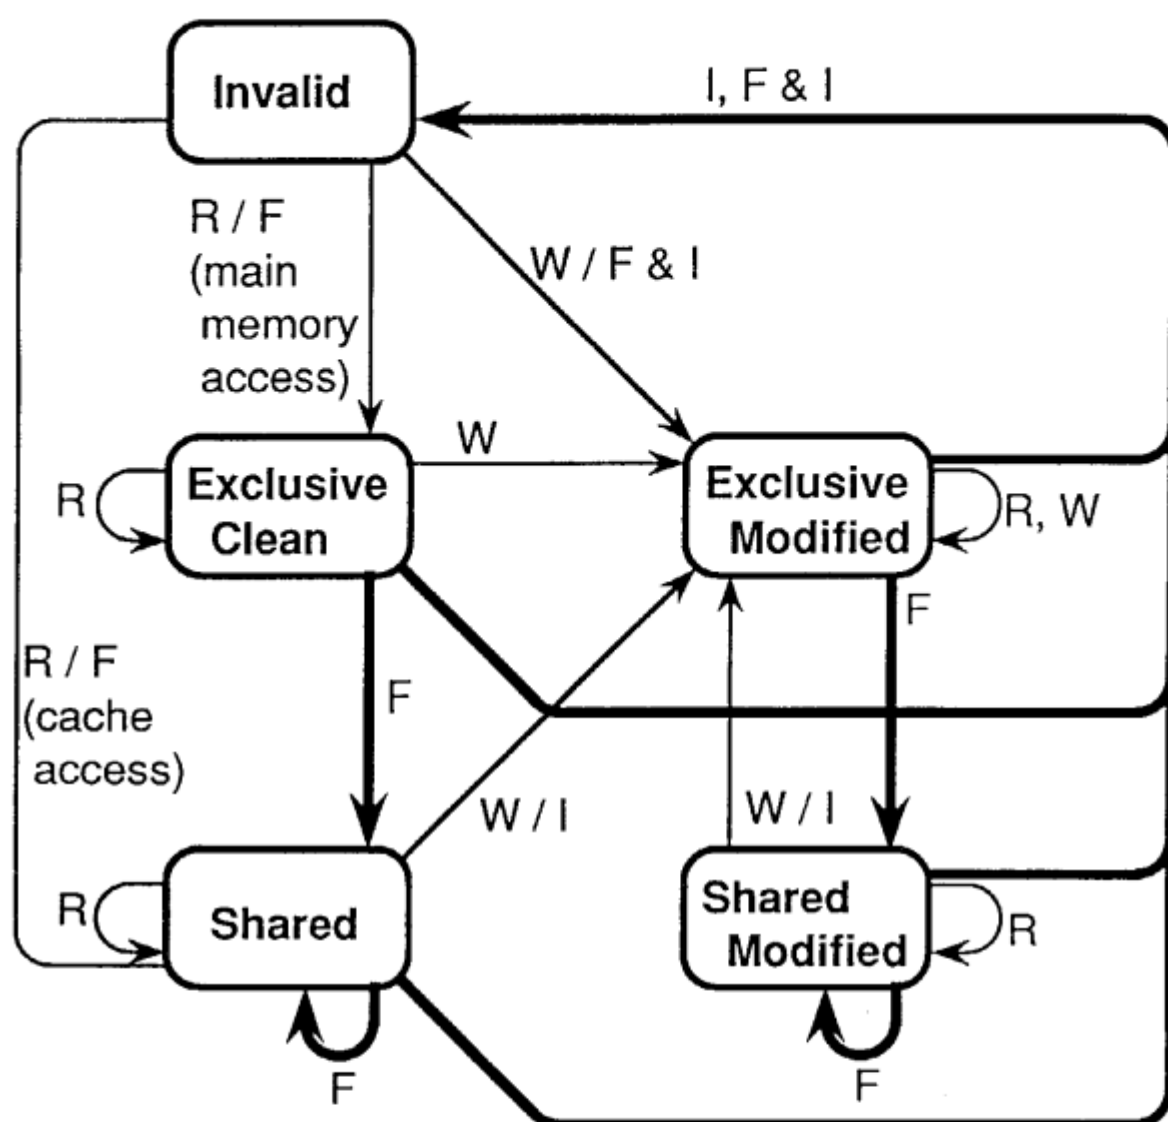 Invalid
I, F & I
R / F
(main
memory
access)
W / F & I
W
Exclusive
Clean
R
Exclusive
Modified
R, W
F
R / F
(cache
access)
F
W / I
W / I
Shared
R
Shared
Modified
R
F
F